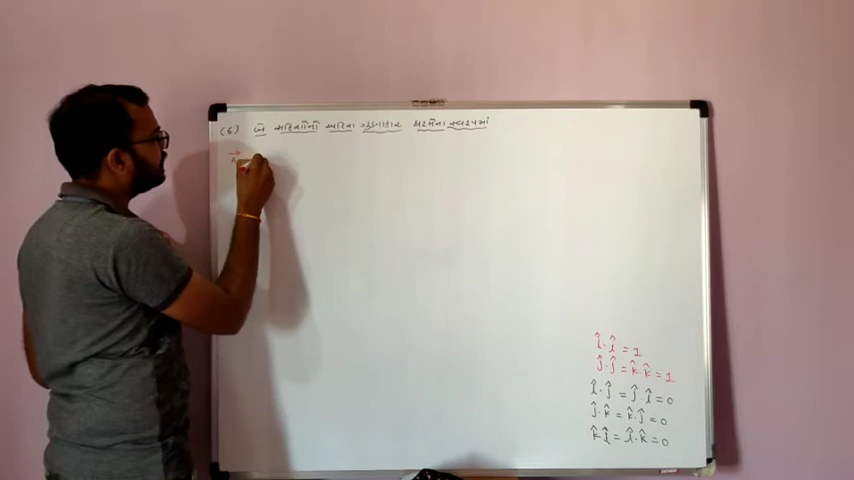 (6) બે સદિશોનો અદિશ ગુણાકાર ઘટકોના સ્વરૂપમાં
A⃗
î · î = 1
ĵ · ĵ = k̂ · k̂ = 1
î · ĵ = ĵ · î = 0
ĵ · k̂ = k̂ · ĵ = 0
k̂ · î = î · k̂ = 0